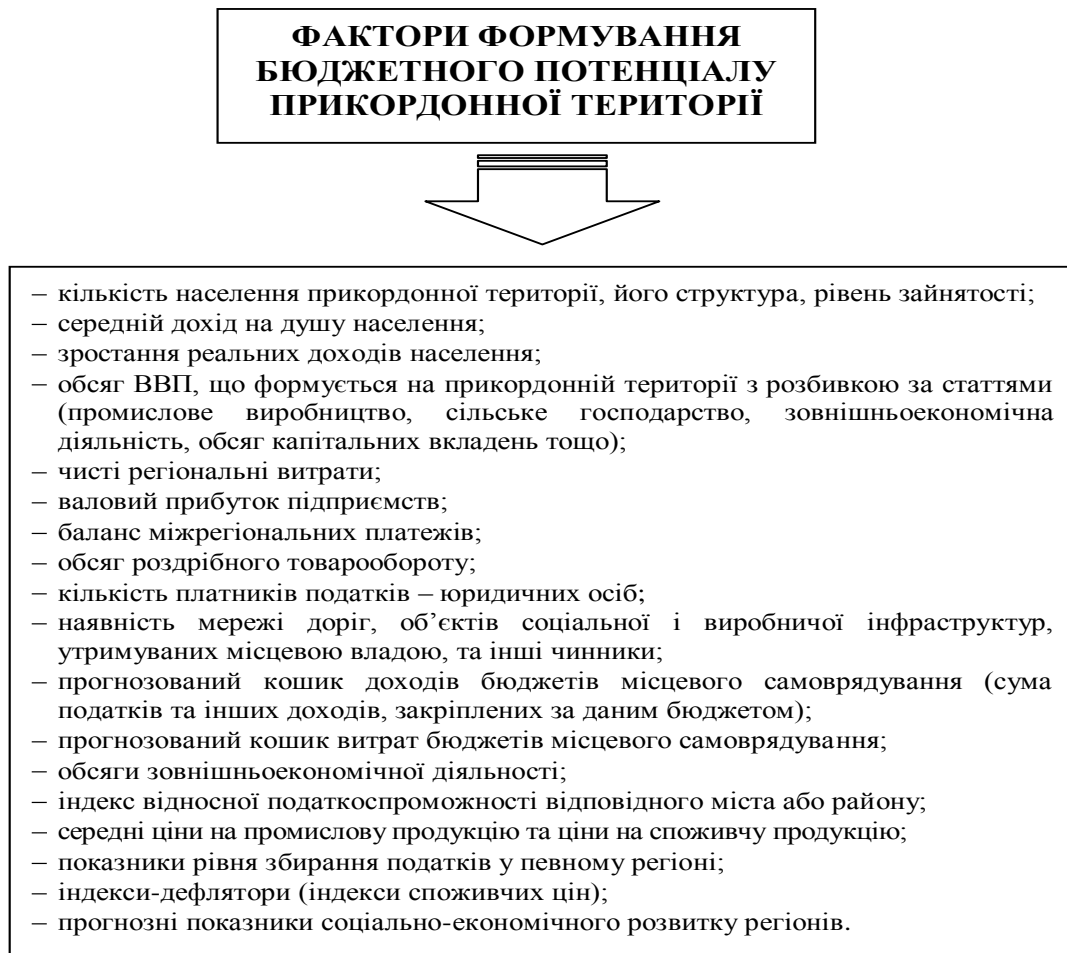 ФАКТОРИ ФОРМУВАННЯ
БЮДЖЕТНОГО ПОТЕНЦІАЛУ
ПРИКОРДОННОЇ ТЕРИТОРІЇ
– кількість населення прикордонної території, його структура, рівень зайнятості;
– середній дохід на душу населення;
– зростання реальних доходів населення;
– обсяг ВВП, що формується на прикордонній території з розбивкою за статтями
(промислове виробництво, сільське господарство, зовнішньоекономічна
діяльність, обсяг капітальних вкладень тощо);
– чисті регіональні витрати;
– валовий прибуток підприємств;
– баланс міжрегіональних платежів;
– обсяг роздрібного товарообороту;
– кількість платників податків – юридичних осіб;
– наявність мережі доріг, об’єктів соціальної і виробничої інфраструктур,
утримуваних місцевою владою, та інші чинники;
– прогнозований кошик доходів бюджетів місцевого самоврядування (сума
податків та інших доходів, закріплених за даним бюджетом);
– прогнозований кошик витрат бюджетів місцевого самоврядування;
– обсяги зовнішньоекономічної діяльності;
– індекс відносної податкоспроможності відповідного міста або району;
– середні ціни на промислову продукцію та ціни на споживчу продукцію;
– показники рівня збирання податків у певному регіоні;
– індекси-дефлятори (індекси споживчих цін);
– прогнозні показники соціально-економічного розвитку регіонів.